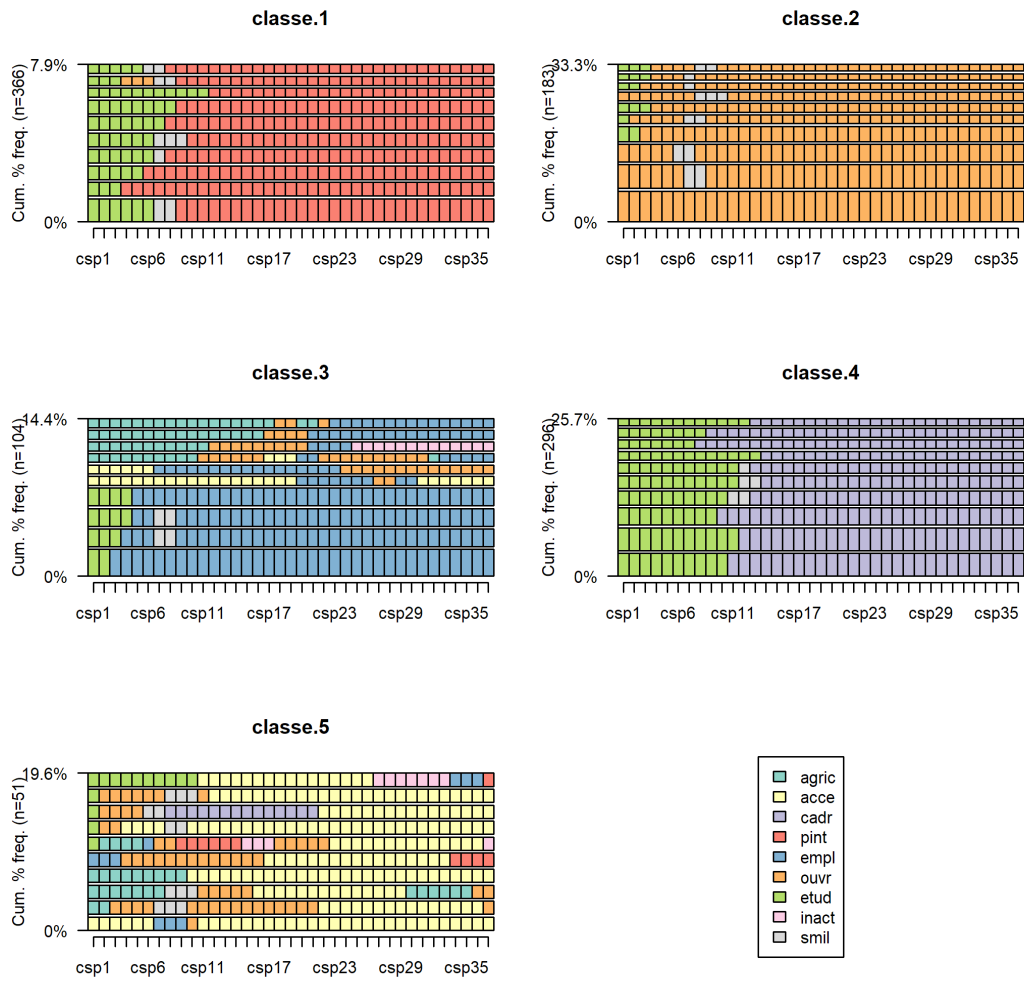 classe.1
Cum. % freq. (n=366)
7.9%
0%
csp1 csp6 csp11 csp17 csp23 csp29 csp35
classe.2
Cum. % freq. (n=183)
33.3%
0%
csp1 csp6 csp11 csp17 csp23 csp29 csp35
classe.3
Cum. % freq. (n=104)
14.4%
0%
csp1 csp6 csp11 csp17 csp23 csp29 csp35
classe.4
Cum. % freq. (n=296)
25.7%
0%
csp1 csp6 csp11 csp17 csp23 csp29 csp35
classe.5
Cum. % freq. (n=51)
19.6%
0%
csp1 csp6 csp11 csp17 csp23 csp29 csp35
agric
acce
cadr
pint
empl
ouvr
etud
inact
smil